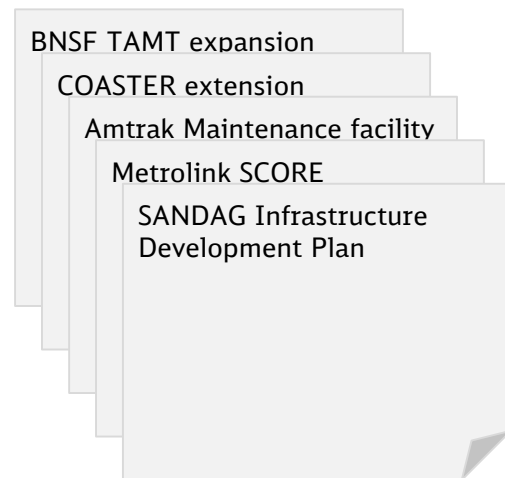 BNSF TAMT expansion
COASTER extension
Amtrak Maintenance facility
Metrolink SCORE
SANDAG Infrastructure
Development Plan